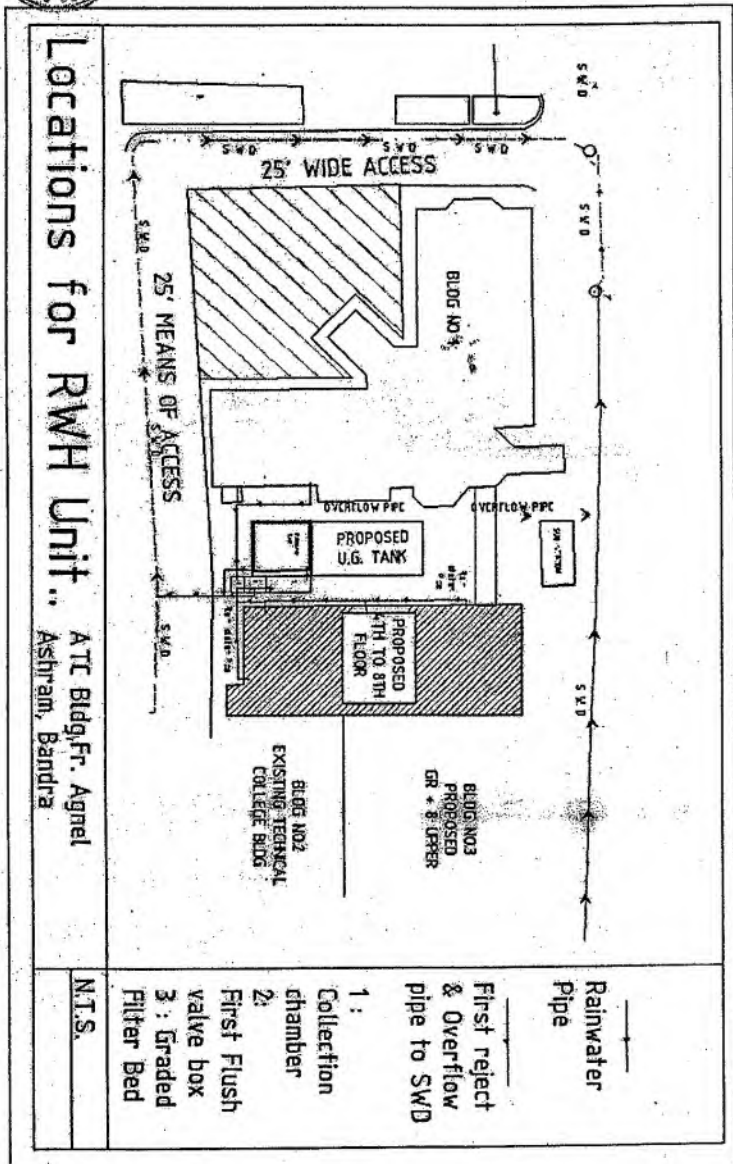 Locations for RWH Unit.
ATC Bldg,Fr. Agnel
Ashram, Bandra
N.T.S.
Rainwater
Pipe
First reject
& Overflow
pipe to SWD
1 :
Collection
chamber
2:
First Flush
valve box
3 : Graded
Filter Bed
S W D
S W D
S W D
S W D
25' WIDE ACCESS
S W D
S W D
25' MEANS OF ACCESS
S W D
S W D
BLDG NO
OVERFLOW PIPE
OVERFLOW PIPE
PROPOSED
U.G. TANK
PROPOSED
4TH TO 8TH
FLOOR
S W D
BLDG NO.2
EXISTING TECHNICAL
COLLEGE BLDG
BLDG NO.3
PROPOSED
GR + 8 UPPER